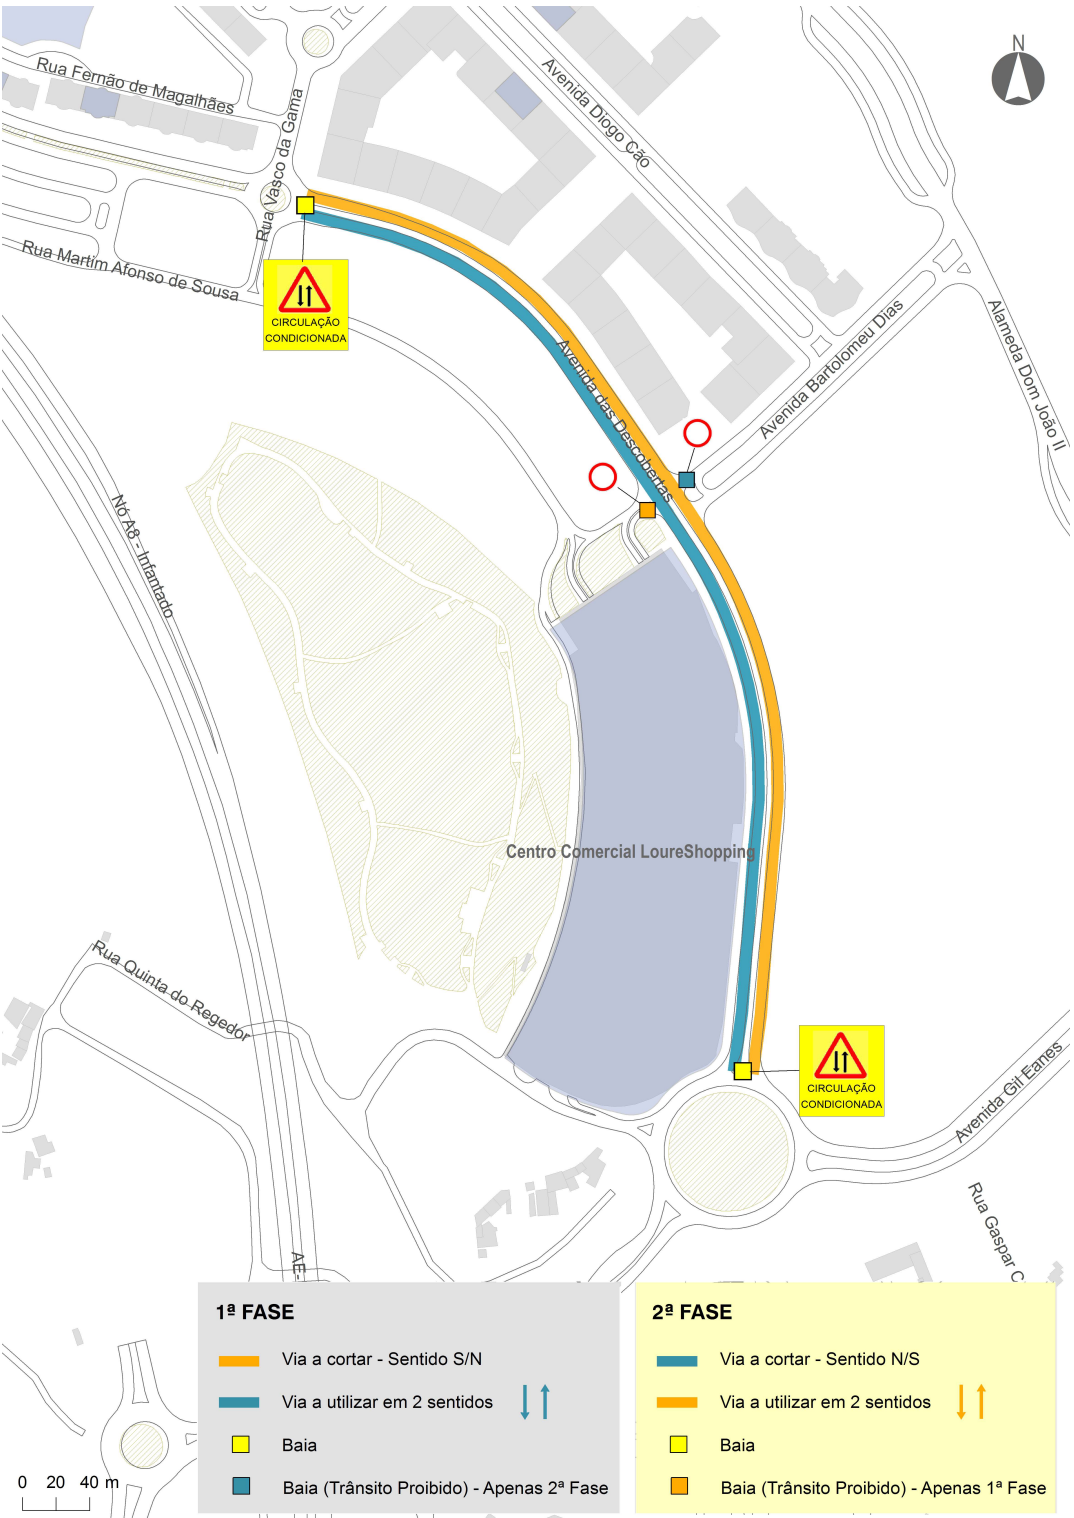 N
Rua Fernão de Magalhães
Rua Vasco da Gama
Avenida Diogo Cão
Rua Martim Afonso de Sousa
CIRCULAÇÃO
CONDICIONADA
Alameda Dom João II
Avenida Bartolomeu Dias
Avenida das Descobertas
Nó A8 - Infantado
Centro Comercial LoureShopping
Rua Quinta do Regedor
CIRCULAÇÃO
CONDICIONADA
Avenida Gil Eanes
Rua Gaspar C
AE-
1ª FASE
Via a cortar - Sentido S/N
Via a utilizar em 2 sentidos
Baia
Baia (Trânsito Proibido) - Apenas 2ª Fase
2ª FASE
Via a cortar - Sentido N/S
Via a utilizar em 2 sentidos
Baia
Baia (Trânsito Proibido) - Apenas 1ª Fase
0 20 40 m